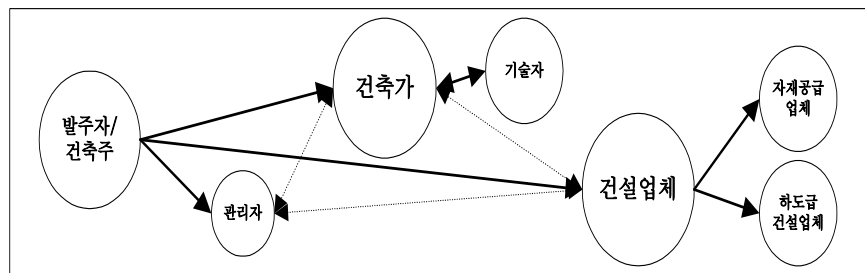 발주자/
건축주
건축가
기술자
관리자
건설업체
자재공급
업체
하도급
건설업체